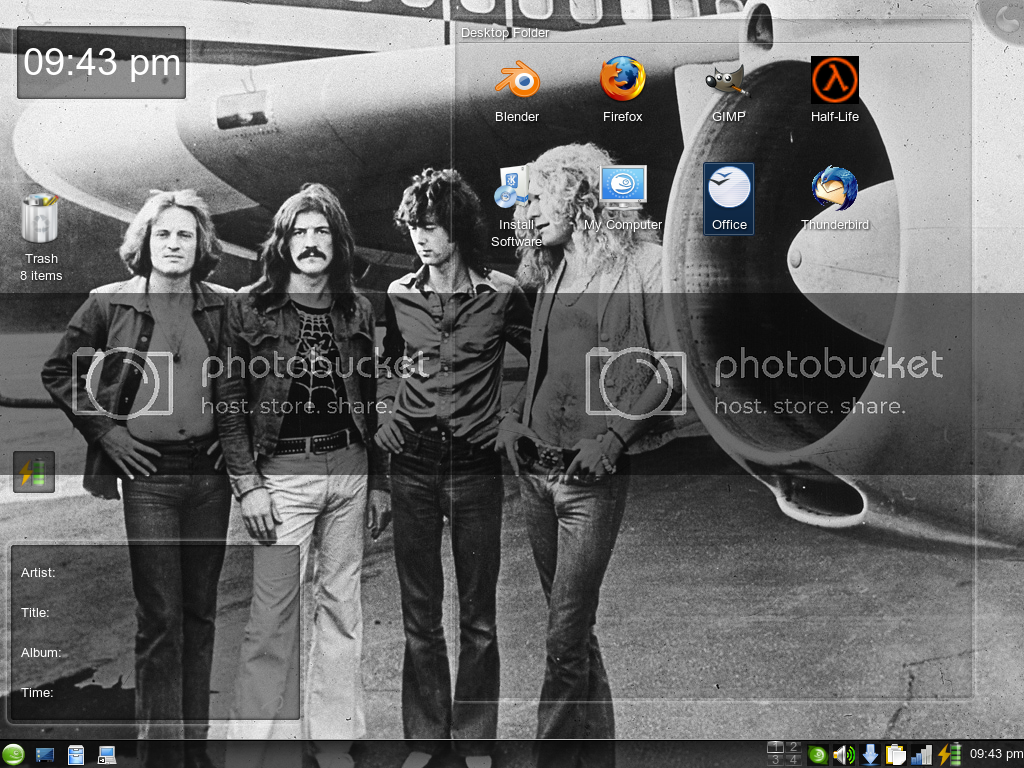 09:43 pm
Desktop Folder
Blender
Firefox
GIMP
Half-Life
Install
Software
My Computer
Office
Thunderbird
Trash
8 items
photobucket
host. store. share.
photobucket
host. store. share.
Artist:
Title:
Album:
Time:
1 2
3 4
09:43 pm